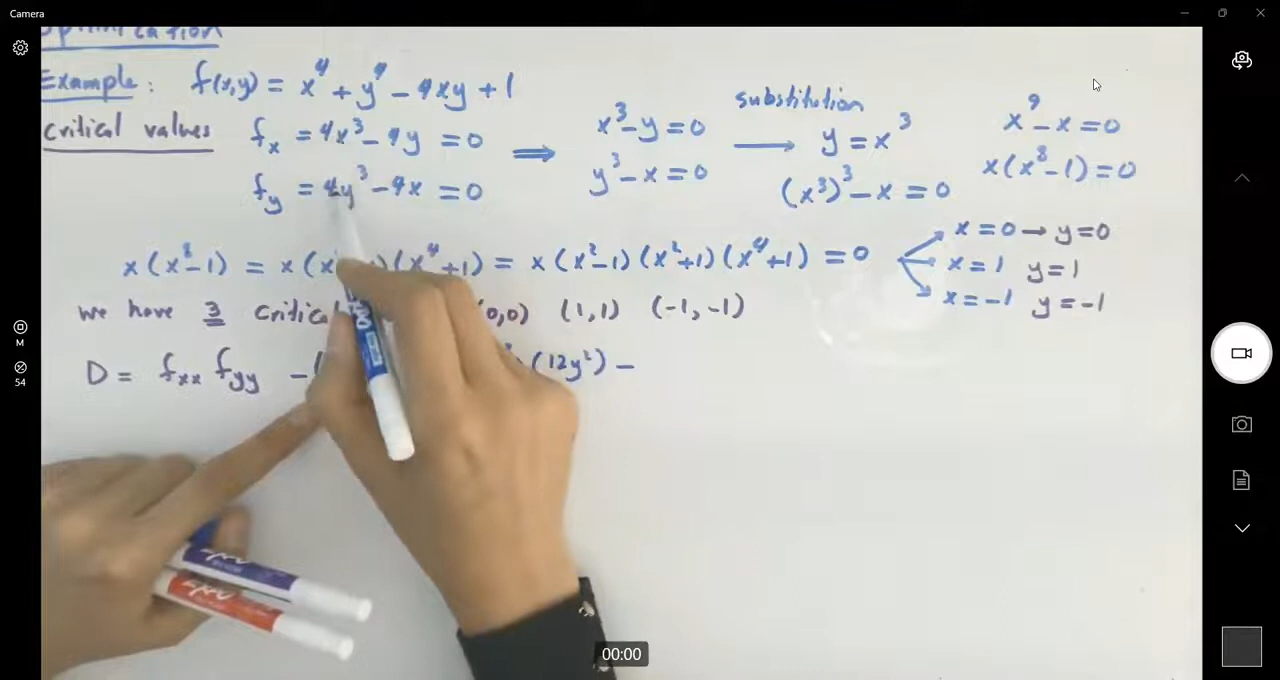 Camera
Optimization
Example: f(x,y) = x⁴ + y⁴ - 4xy + 1
critical values
fx = 4x³ - 4y = 0
fy = 4y³ - 4x = 0
⟹ x³ - y = 0
y³ - x = 0
substitution
⟶ y = x³
(x³)³ - x = 0
x⁹ - x = 0
x(x⁸ - 1) = 0
x(x⁸ - 1) = x(x⁴ - 1)(x⁴ + 1) = x(x² - 1)(x² + 1)(x⁴ + 1) = 0
x = 0 → y = 0
x = 1 y = 1
x = -1 y = -1
we have 3 critical (0,0) (1,1) (-1,-1)
D = fxx fyy - (12y²) -
M
54
00:00